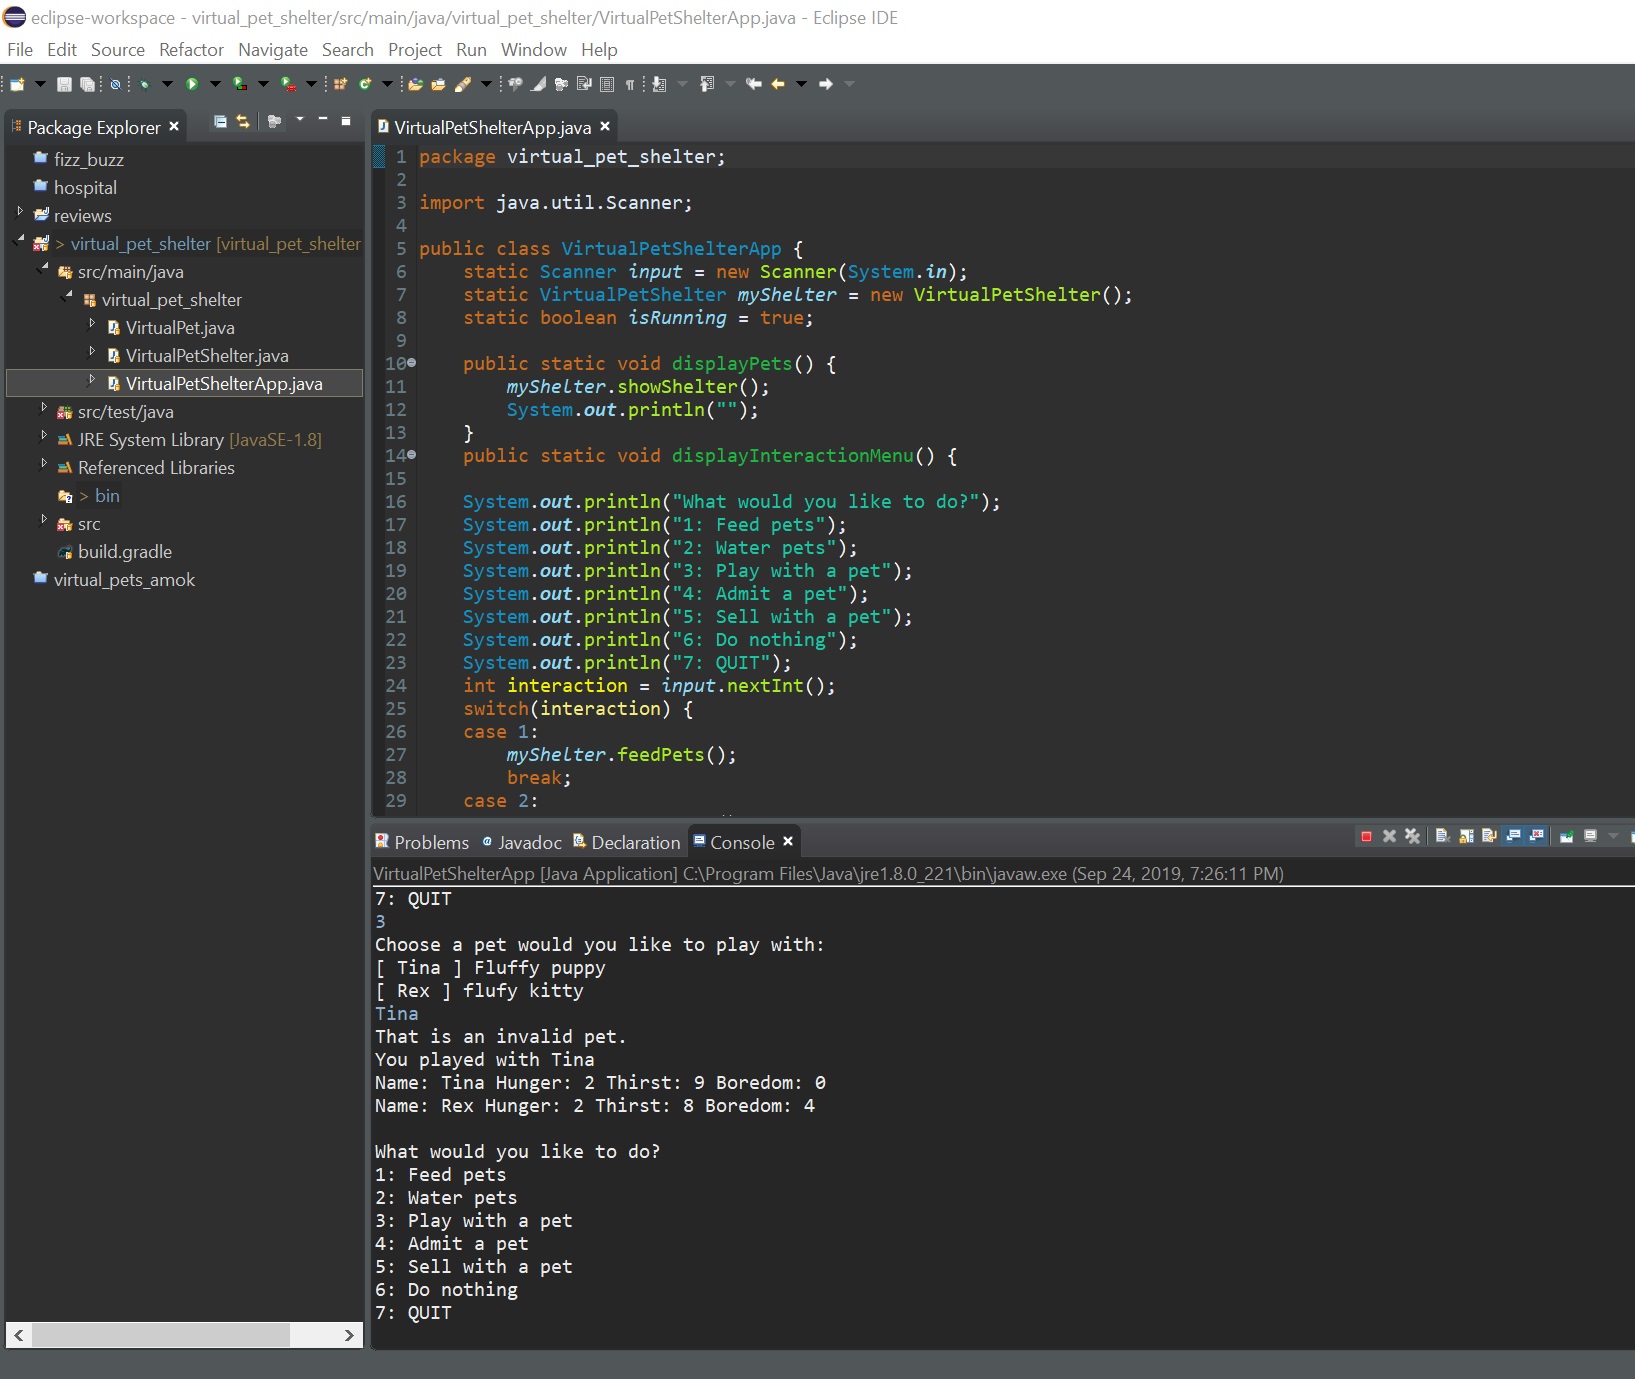 eclipse-workspace - virtual_pet_shelter/src/main/java/virtual_pet_shelter/VirtualPetShelterApp.java - Eclipse IDE
File Edit Source Refactor Navigate Search Project Run Window Help
Package Explorer
fizz_buzz
hospital
reviews
> virtual_pet_shelter [virtual_pet_shelter
src/main/java
virtual_pet_shelter
VirtualPet.java
VirtualPetShelter.java
VirtualPetShelterApp.java
src/test/java
JRE System Library [JavaSE-1.8]
Referenced Libraries
> bin
src
build.gradle
virtual_pets_amok
VirtualPetShelterApp.java
1 package virtual_pet_shelter;
2
3 import java.util.Scanner;
4
5 public class VirtualPetShelterApp {
6 static Scanner input = new Scanner(System.in);
7 static VirtualPetShelter myShelter = new VirtualPetShelter();
8 static boolean isRunning = true;
9
10 public static void displayPets() {
11 myShelter.showShelter();
12 System.out.println("");
13 }
14 public static void displayInteractionMenu() {
15
16 System.out.println("What would you like to do?");
17 System.out.println("1: Feed pets");
18 System.out.println("2: Water pets");
19 System.out.println("3: Play with a pet");
20 System.out.println("4: Admit a pet");
21 System.out.println("5: Sell with a pet");
22 System.out.println("6: Do nothing");
23 System.out.println("7: QUIT");
24 int interaction = input.nextInt();
25 switch(interaction) {
26 case 1:
27 myShelter.feedPets();
28 break;
29 case 2:
Problems Javadoc Declaration Console
VirtualPetShelterApp [Java Application] C:\Program Files\Java\jre1.8.0_221\bin\javaw.exe (Sep 24, 2019, 7:26:11 PM)
7: QUIT
3
Choose a pet would you like to play with:
[ Tina ] Fluffy puppy
[ Rex ] flufy kitty
Tina
That is an invalid pet.
You played with Tina
Name: Tina Hunger: 2 Thirst: 9 Boredom: 0
Name: Rex Hunger: 2 Thirst: 8 Boredom: 4
What would you like to do?
1: Feed pets
2: Water pets
3: Play with a pet
4: Admit a pet
5: Sell with a pet
6: Do nothing
7: QUIT